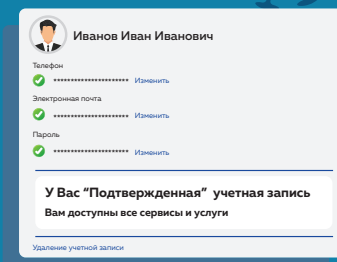 Иванов Иван Иванович
Телефон
********************** Изменить
Электронная почта
********************** Изменить
Пароль
********************** Изменить
У Вас “Подтвержденная” учетная запись
Вам доступны все сервисы и услуги
Удаление учетной записи